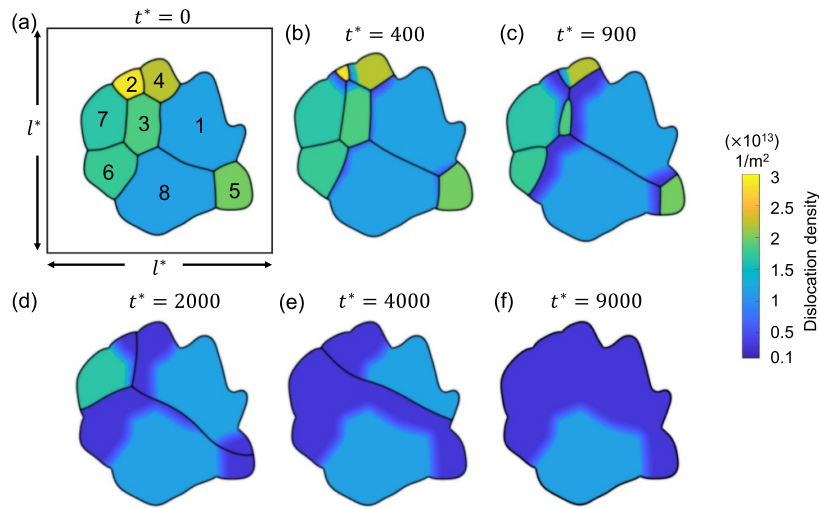 (a)
t* = 0
(b)
t* = 400
(c)
t* = 900
l*
2
4
7
3
1
6
8
5
l*
(×10¹³)
1/m²
3
2.5
2
1.5
1
0.5
0.1
Dislocation density
(d)
t* = 2000
(e)
t* = 4000
(f)
t* = 9000